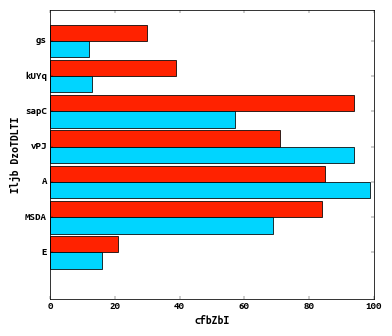 gs
kUYq
sapC
vPJ
A
MSDA
E
Iljb DzoTDLTI
0 20 40 60 80 100
cfbZbI